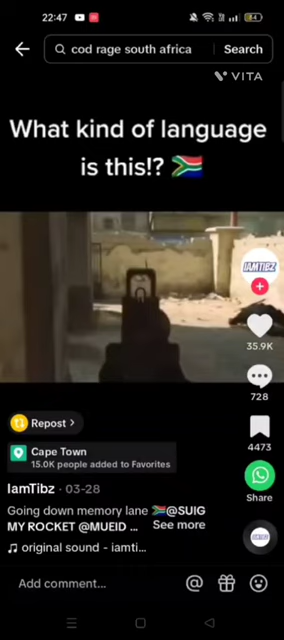 22:47
cod rage south africa
Search
VITA
What kind of language
is this!? 🇿🇦
IAMTIBZ
35.9K
728
4473
Share
Repost >
Cape Town
15.0K people added to Favorites
IamTibz · 03-28
Going down memory lane 🇿🇦@SUIG
MY ROCKET @MUEID ... See more
♫ original sound - iamti...
IAMTIBZ
Add comment...